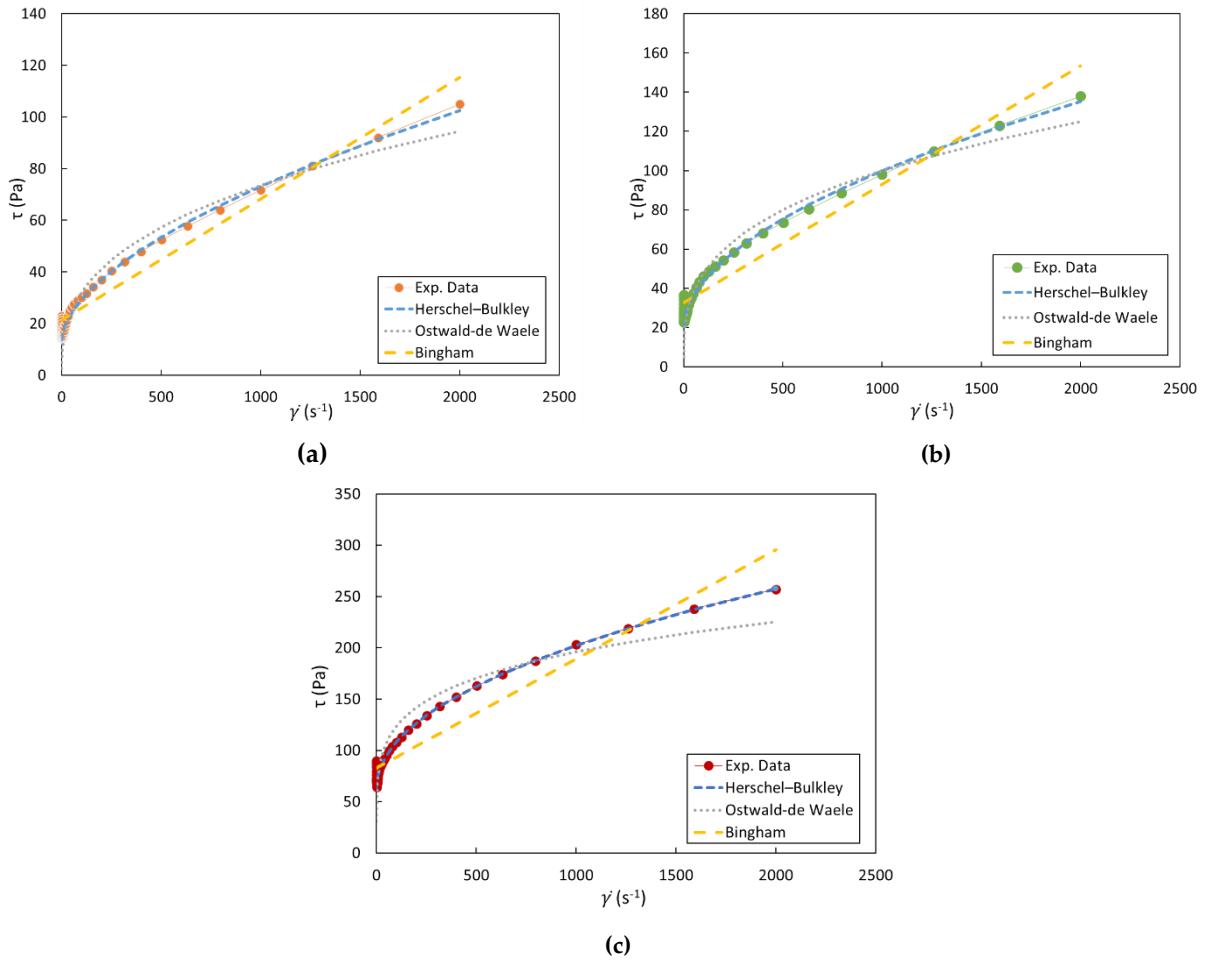 140
120
100
80
60
40
20
0
τ (Pa)
0 500 1000 1500 2000 2500
γ̇ (s⁻¹)
Exp. Data
Herschel–Bulkley
Ostwald-de Waele
Bingham
(a)
180
160
140
120
100
80
60
40
20
0
τ (Pa)
0 500 1000 1500 2000 2500
γ̇ (s⁻¹)
Exp. Data
Herschel–Bulkley
Ostwald-de Waele
Bingham
(b)
350
300
250
200
150
100
50
0
τ (Pa)
0 500 1000 1500 2000 2500
γ̇ (s⁻¹)
Exp. Data
Herschel–Bulkley
Ostwald-de Waele
Bingham
(c)